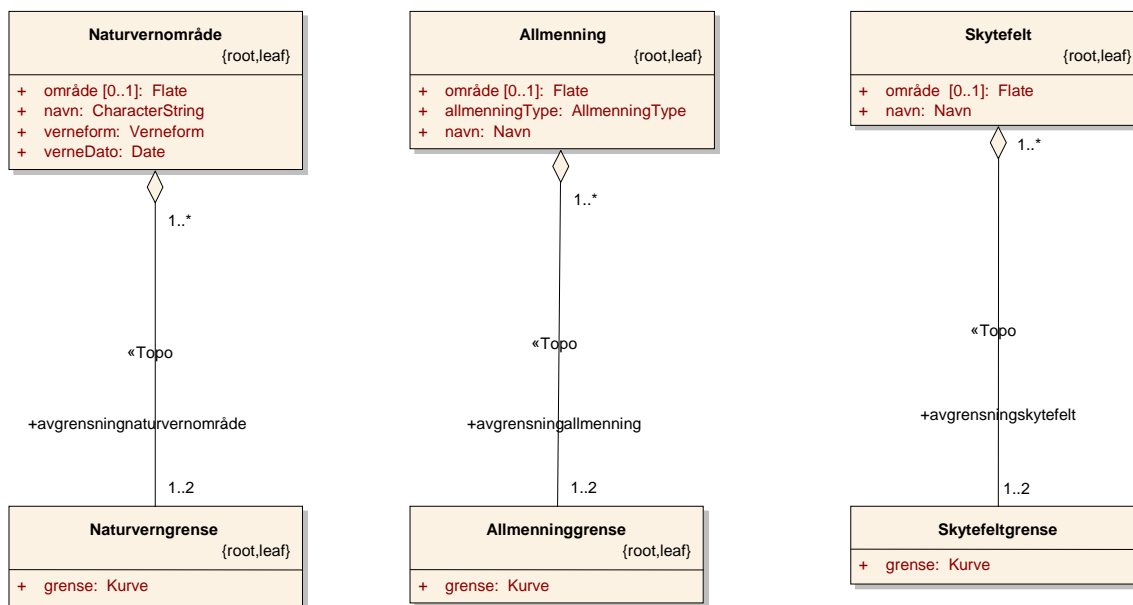 Naturvernområde
{root,leaf}
+ område [0..1]: Flate
+ navn: CharacterString
+ verneform: Verneform
+ verneDato: Date
1..*
«Topo
+avgrensningnaturvernområde
1..2
Naturverngrense
{root,leaf}
+ grense: Kurve
Allmenning
{root,leaf}
+ område [0..1]: Flate
+ allmenningType: AllmenningType
+ navn: Navn
1..*
«Topo
+avgrensningallmenning
1..2
Allmenninggrense
{root,leaf}
+ grense: Kurve
Skytefelt
{root,leaf}
+ område [0..1]: Flate
+ navn: Navn
1..*
«Topo
+avgrensningskytefelt
1..2
Skytefeltgrense
+ grense: Kurve